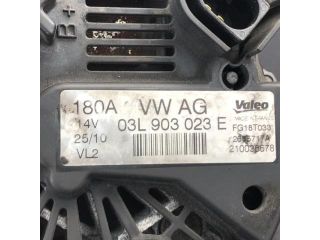 B+
180A VW AG Valeo
14V 03L 903 023 E FG18T033
25/10
VL2